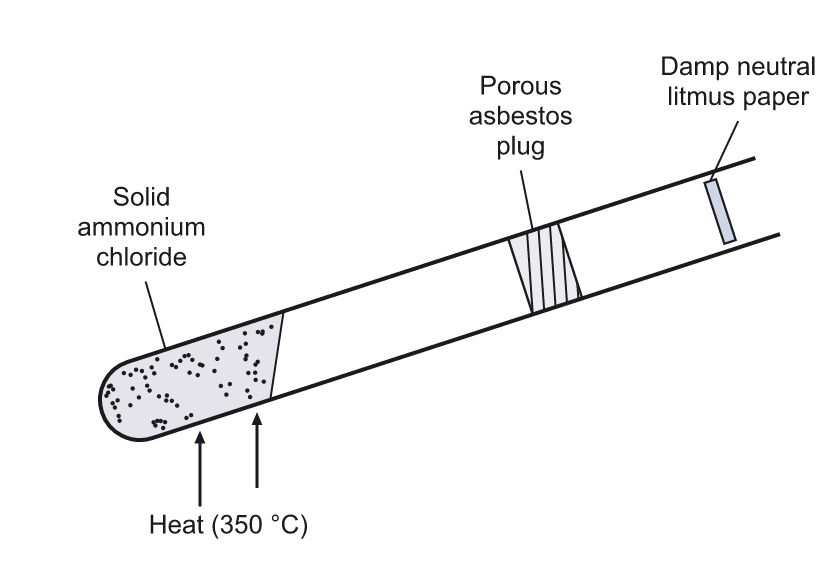 Damp neutral
litmus paper
Porous
asbestos
plug
Solid
ammonium
chloride
Heat (350 °C)